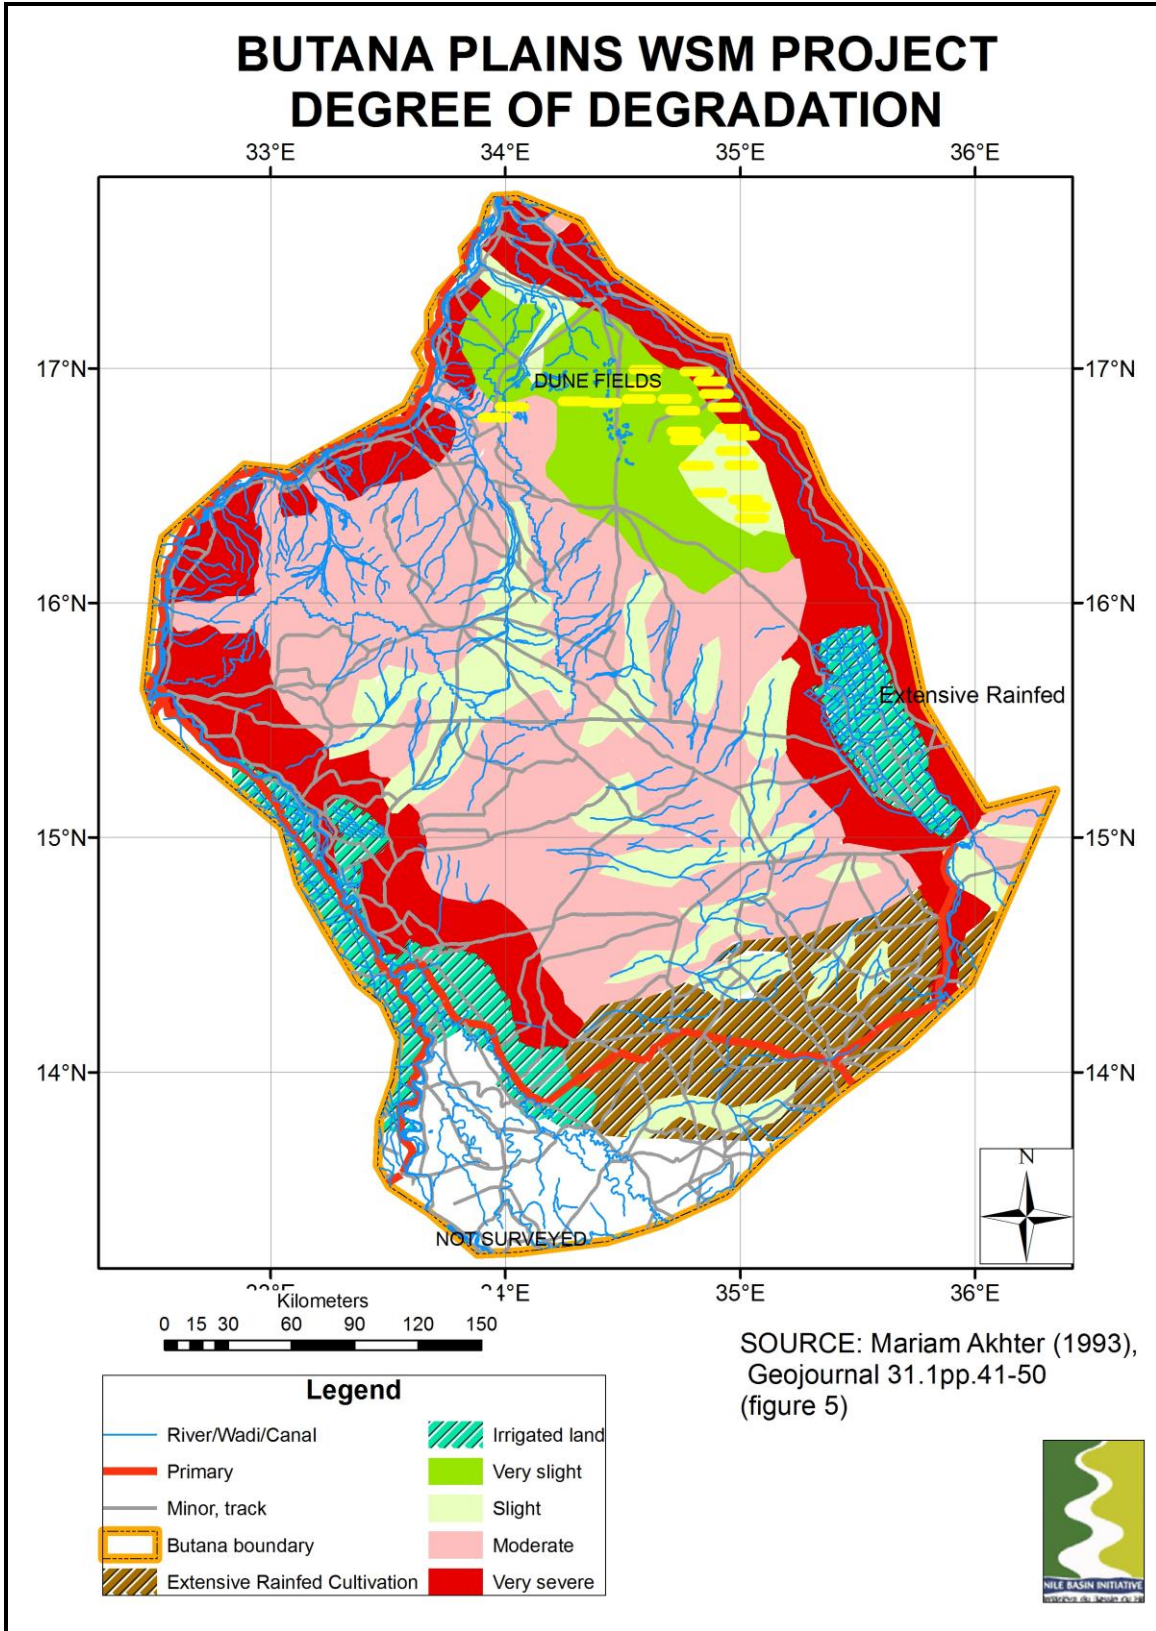 BUTANA PLAINS WSM PROJECT
DEGREE OF DEGRADATION
33°E 34°E 35°E 36°E
17°N 17°N
DUNE FIELDS
16°N 16°N
Extensive Rainfed
15°N 15°N
14°N 14°N
N
NOT SURVEYED
33°E 34°E 35°E 36°E
Kilometers
0 15 30 60 90 120 150
SOURCE: Mariam Akhter (1993),
Geojournal 31.1pp.41-50
(figure 5)
Legend
River/Wadi/Canal
Primary
Minor, track
Butana boundary
Extensive Rainfed Cultivation
Irrigated land
Very slight
Slight
Moderate
Very severe
NILE BASIN INITIATIVE